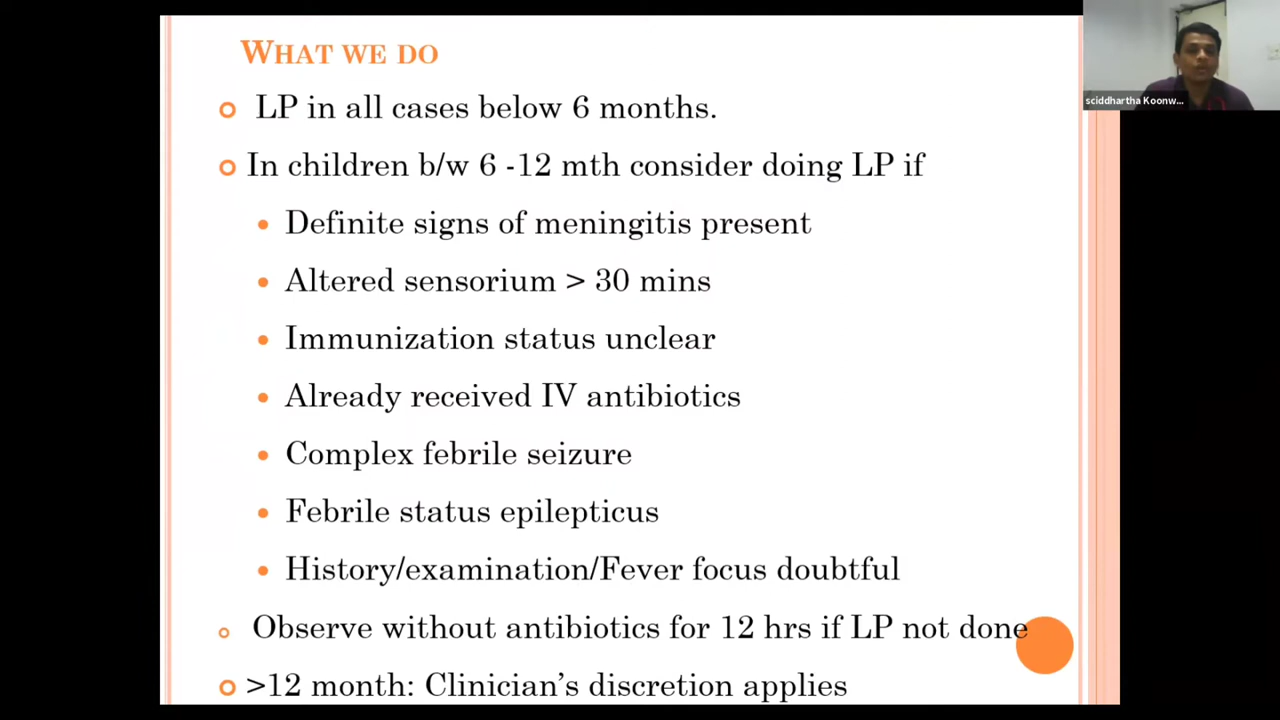 WHAT WE DO
LP in all cases below 6 months.
In children b/w 6 -12 mth consider doing LP if
Definite signs of meningitis present
Altered sensorium > 30 mins
Immunization status unclear
Already received IV antibiotics
Complex febrile seizure
Febrile status epilepticus
History/examination/Fever focus doubtful
Observe without antibiotics for 12 hrs if LP not done
>12 month: Clinician's discretion applies
sciddhartha Koonw...